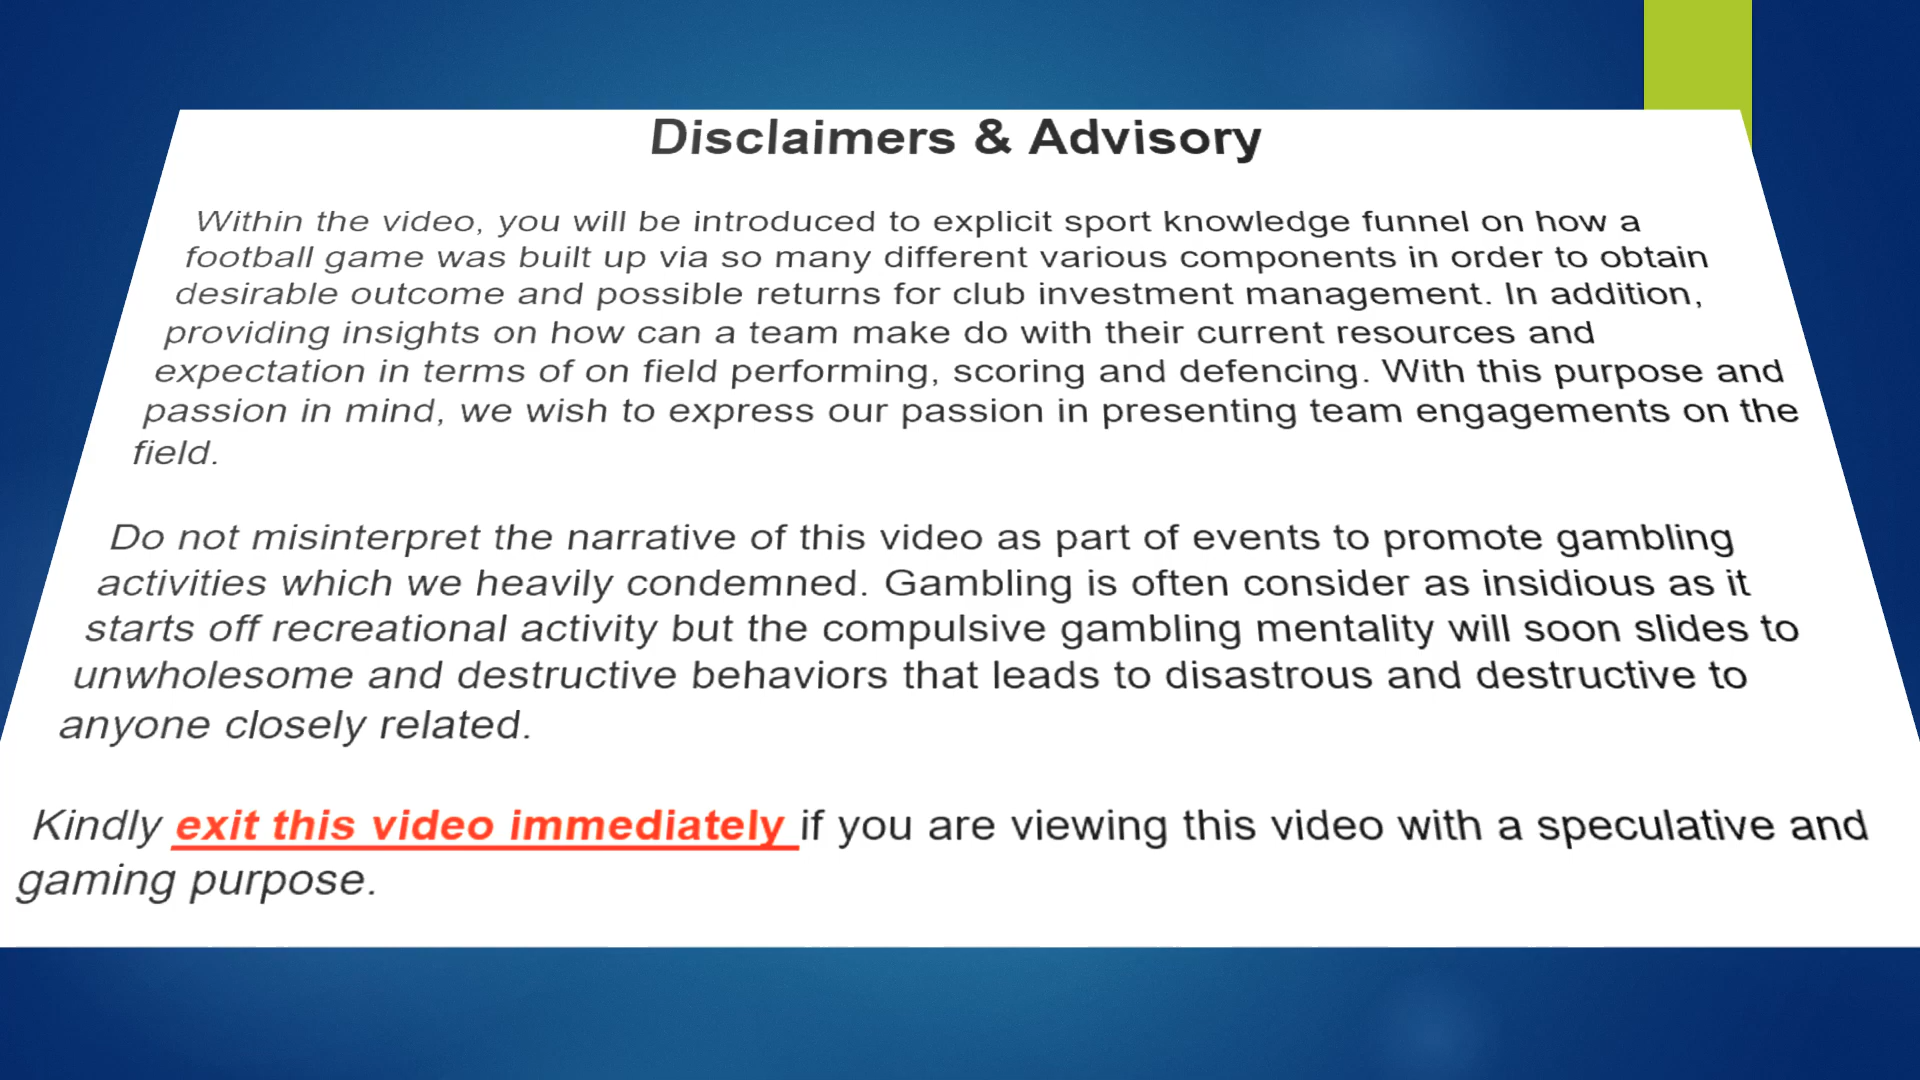 Disclaimers & Advisory
Within the video, you will be introduced to explicit sport knowledge funnel on how a
football game was built up via so many different various components in order to obtain
desirable outcome and possible returns for club investment management. In addition,
providing insights on how can a team make do with their current resources and
expectation in terms of on field performing, scoring and defencing. With this purpose and
passion in mind, we wish to express our passion in presenting team engagements on the
field.
Do not misinterpret the narrative of this video as part of events to promote gambling
activities which we heavily condemned. Gambling is often consider as insidious as it
starts off recreational activity but the compulsive gambling mentality will soon slides to
unwholesome and destructive behaviors that leads to disastrous and destructive to
anyone closely related.
Kindly exit this video immediately if you are viewing this video with a speculative and
gaming purpose.